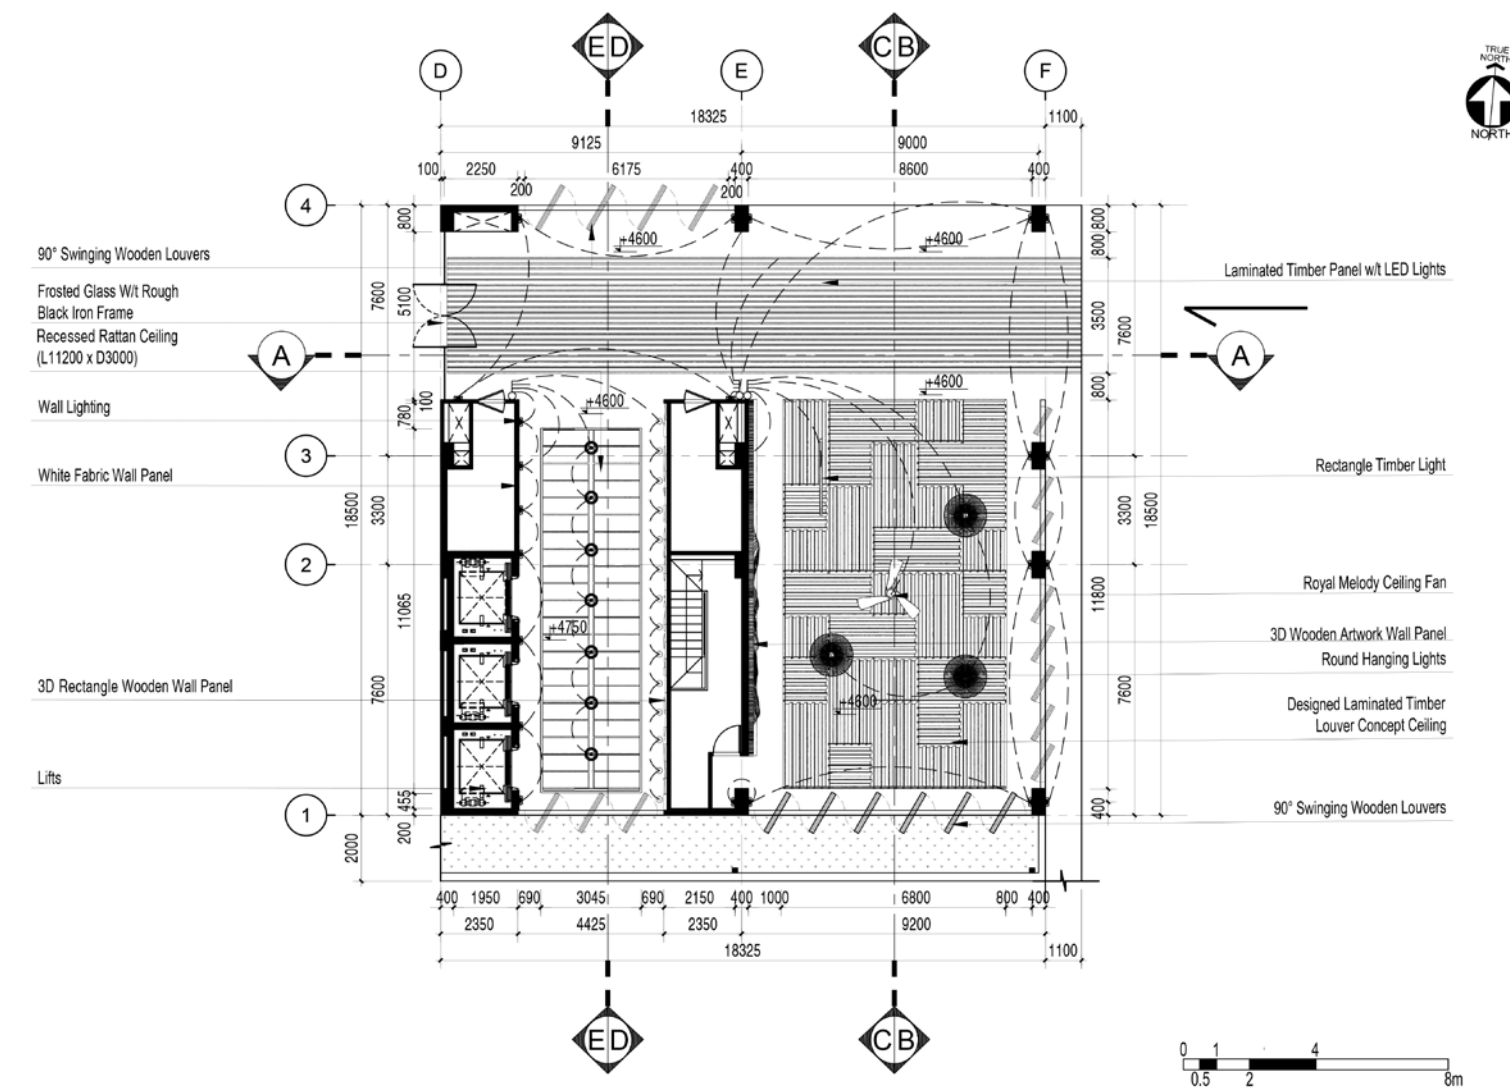 ED
CB
TRUE
NORTH
NORTH
D
E
F
18325
1100
9125
9000
100
2250
6175
400
8600
400
200
200
4
800
+4600
+4600
800
800
90° Swinging Wooden Louvers
Laminated Timber Panel w/t LED Lights
Frosted Glass W/t Rough
Black Iron Frame
7600
5100
3500
7600
Recessed Rattan Ceiling
(L11200 x D3000)
A
A
+4600
800
Wall Lighting
780
100
+4600
3
Rectangle Timber Light
White Fabric Wall Panel
18500
3300
3300
18500
2
Royal Melody Ceiling Fan
11065
11800
+4750
3D Wooden Artwork Wall Panel
Round Hanging Lights
3D Rectangle Wooden Wall Panel
7600
7600
+4600
Designed Laminated Timber
Louver Concept Ceiling
Lifts
455
400
1
90° Swinging Wooden Louvers
200
2000
400
1950
690
3045
690
2150
400
1000
6800
800
400
2350
4425
2350
9200
18325
1100
ED
CB
0
1
4
0.5
2
8m